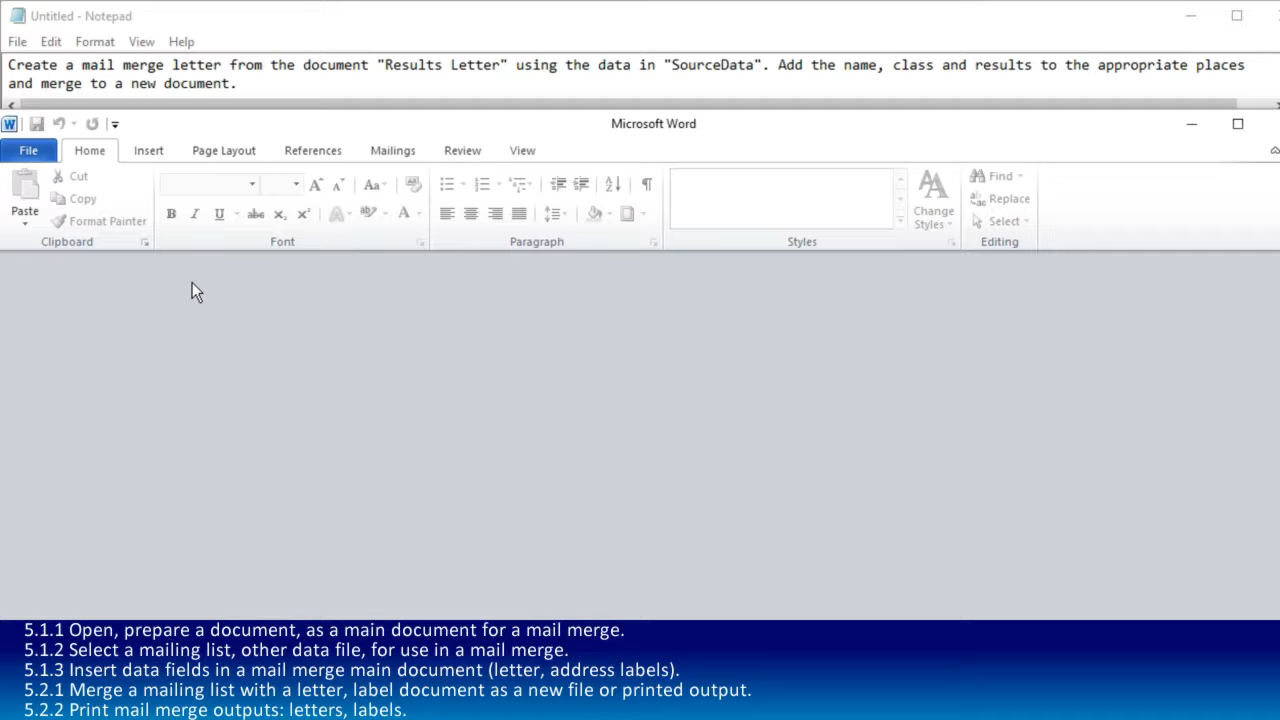 Untitled - Notepad
File Edit Format View Help
Create a mail merge letter from the document "Results Letter" using the data in "SourceData". Add the name, class and results to the appropriate places
and merge to a new document.
Microsoft Word
File Home Insert Page Layout References Mailings Review View
Paste
Cut
Copy
Format Painter
Clipboard
Aa
B I U abc X₂ X² A ab A
Font
Paragraph
Styles
Change
Styles
Find
Replace
Select
Editing
5.1.1 Open, prepare a document, as a main document for a mail merge.
5.1.2 Select a mailing list, other data file, for use in a mail merge.
5.1.3 Insert data fields in a mail merge main document (letter, address labels).
5.2.1 Merge a mailing list with a letter, label document as a new file or printed output.
5.2.2 Print mail merge outputs: letters, labels.